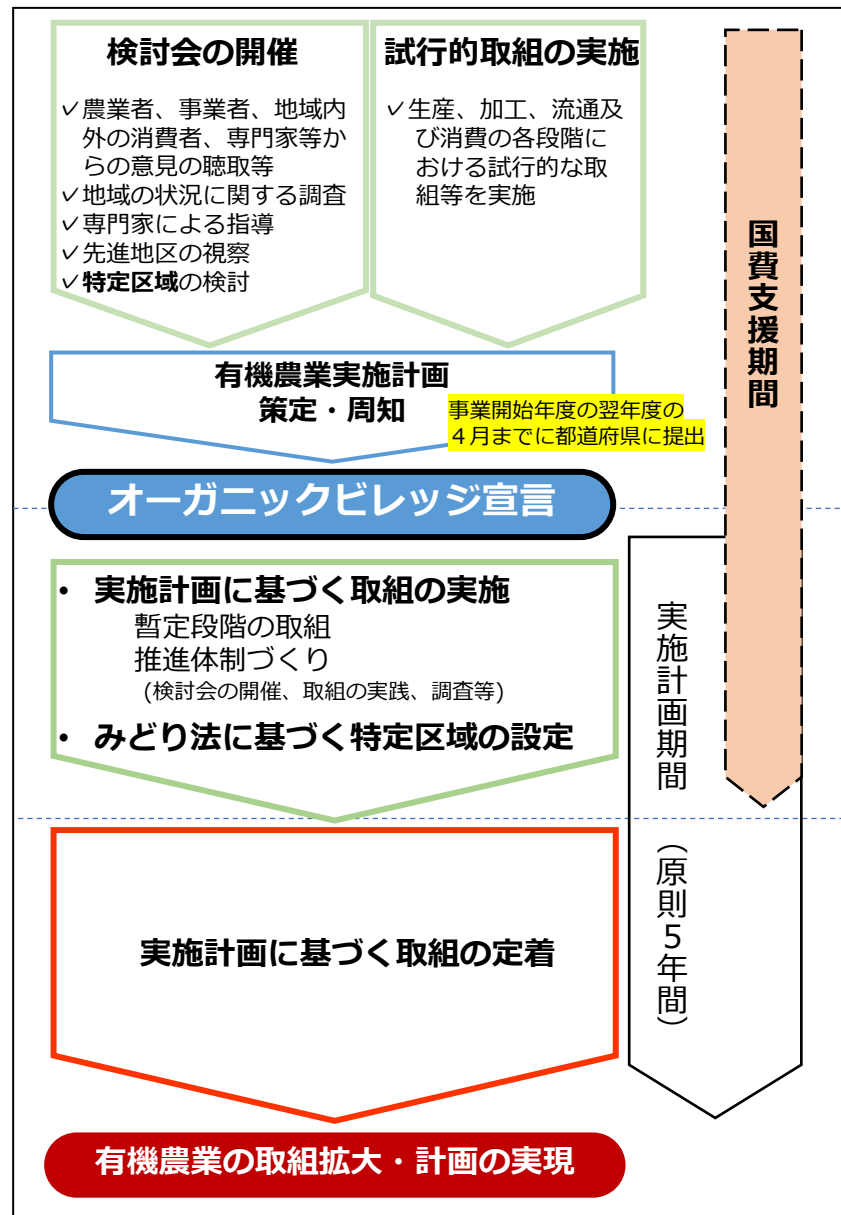 検討会の開催
✓農業者、事業者、地域内
外の消費者、専門家等か
らの意見の聴取等
✓地域の状況に関する調査
✓専門家による指導
✓先進地区の視察
✓特定区域の検討
試行的取組の実施
✓生産、加工、流通及
び消費の各段階に
おける試行的な取
組等を実施
国費支援期間
有機農業実施計画
策定・周知
事業開始年度の翌年度の
４月までに都道府県に提出
オーガニックビレッジ宣言
・ 実施計画に基づく取組の実施
暫定段階の取組
推進体制づくり
(検討会の開催、取組の実践、調査等)
・ みどり法に基づく特定区域の設定
実施計画期間（原則５年間）
実施計画に基づく取組の定着
有機農業の取組拡大・計画の実現